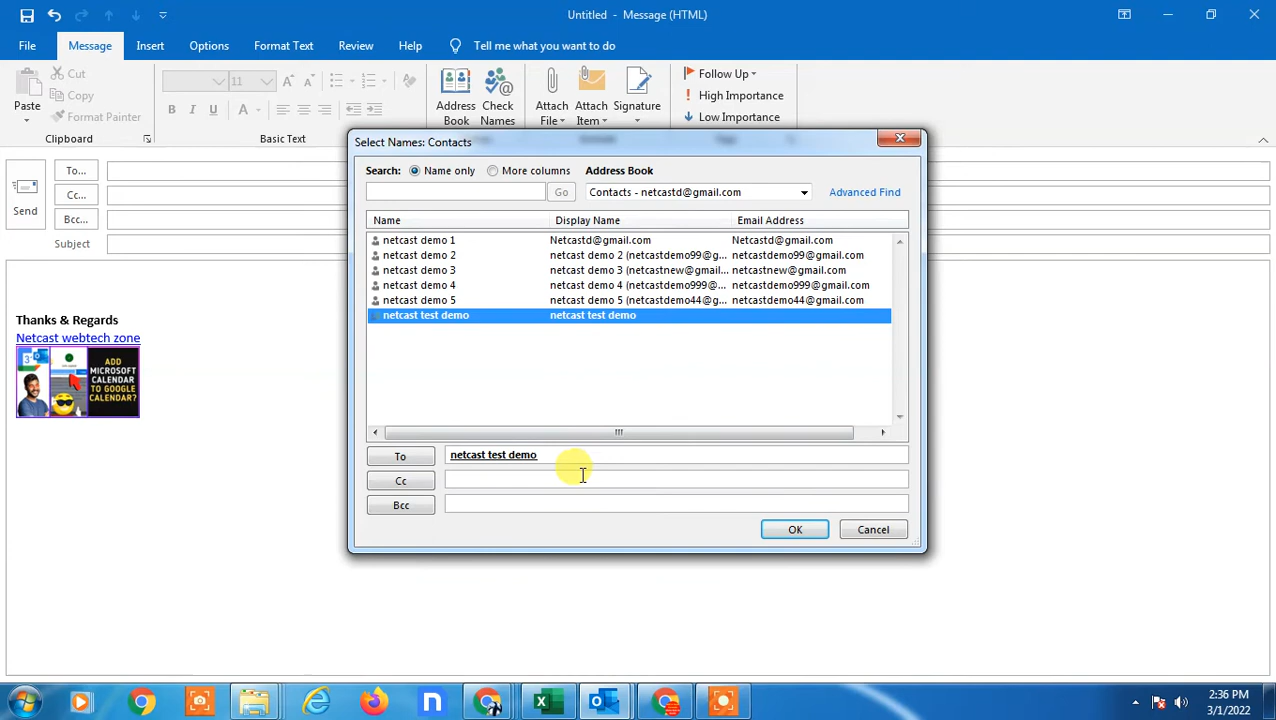 Untitled - Message (HTML)
File Message Insert Options Format Text Review Help Tell me what you want to do
Paste
Cut
Copy
Format Painter
11
B I U A
Address Book
Check Names
Attach File
Attach Item
Signature
Follow Up
High Importance
Low Importance
Clipboard
Basic Text
Send
To...
Cc...
Bcc...
Subject
Thanks & Regards
Netcast webtech zone
ADD
MICROSOFT
CALENDAR
TO GOOGLE
CALENDAR?
Select Names: Contacts
Search: Name only More columns Address Book
Go Contacts - netcastd@gmail.com Advanced Find
Name Display Name Email Address
netcast demo 1 Netcastd@gmail.com Netcastd@gmail.com
netcast demo 2 netcast demo 2 (netcastdemo99@g... netcastdemo99@gmail.com
netcast demo 3 netcast demo 3 (netcastnew@gmail... netcastnew@gmail.com
netcast demo 4 netcast demo 4 (netcastdemo999@... netcastdemo999@gmail.com
netcast demo 5 netcast demo 5 (netcastdemo44@g... netcastdemo44@gmail.com
netcast test demo netcast test demo
To netcast test demo
Cc
Bcc
OK Cancel
2:36 PM
3/1/2022